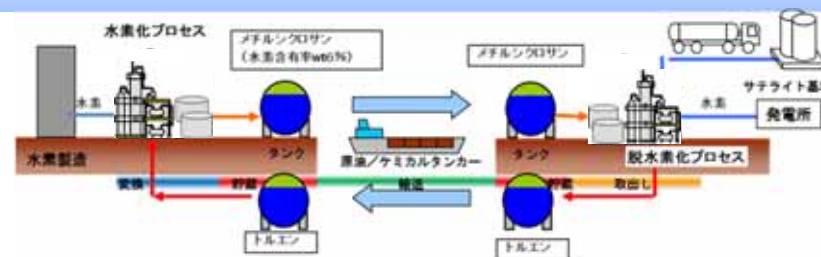 水素化プロセス
メチルシクロサン
(水素含有率wt6%)
メチルシクロサン
サテライト基
水素
水素
発電所
水素製造
タンク
原油/ケミカルタンカー
タンク
脱水素化プロセス
変換
貯蔵
輸送
貯蔵
取出し
トルエン
トルエン